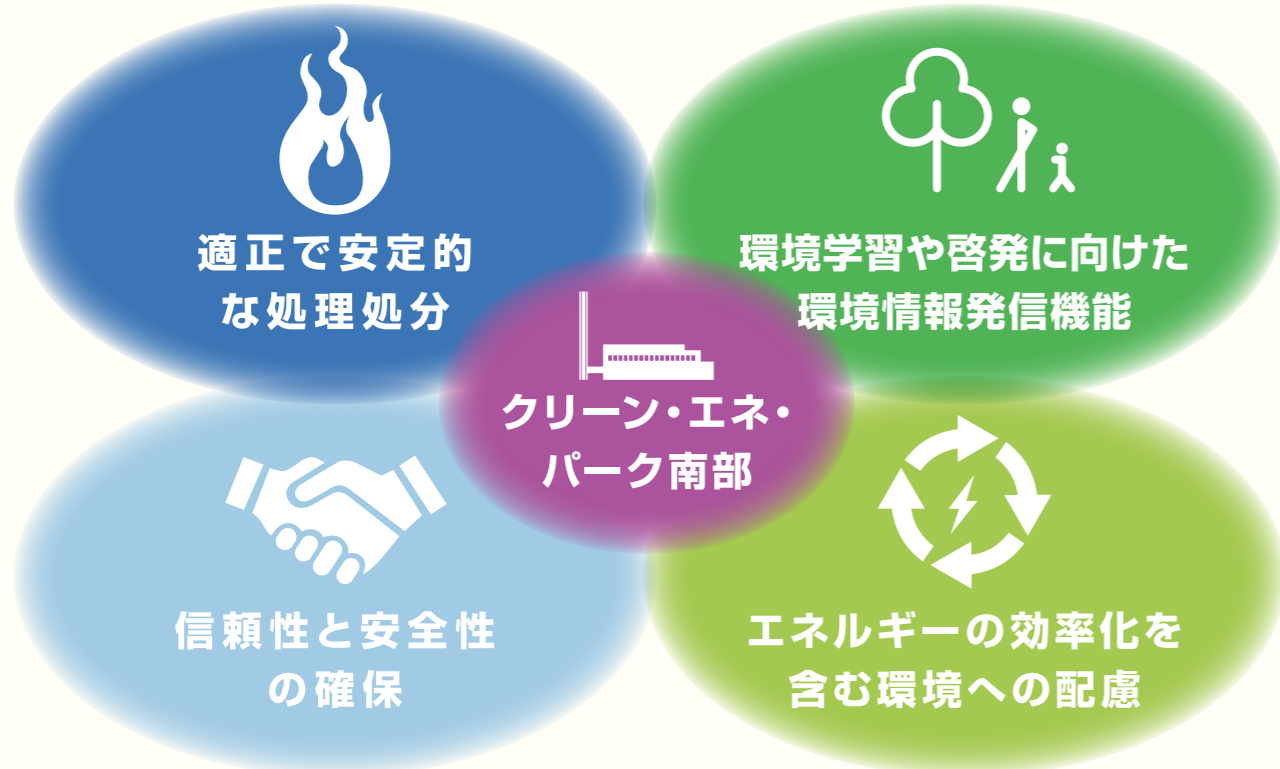 適正で安定的
な処理処分
環境学習や啓発に向けた
環境情報発信機能
クリーン・エネ・
パーク南部
信頼性と安全性
の確保
エネルギーの効率化を
含む環境への配慮